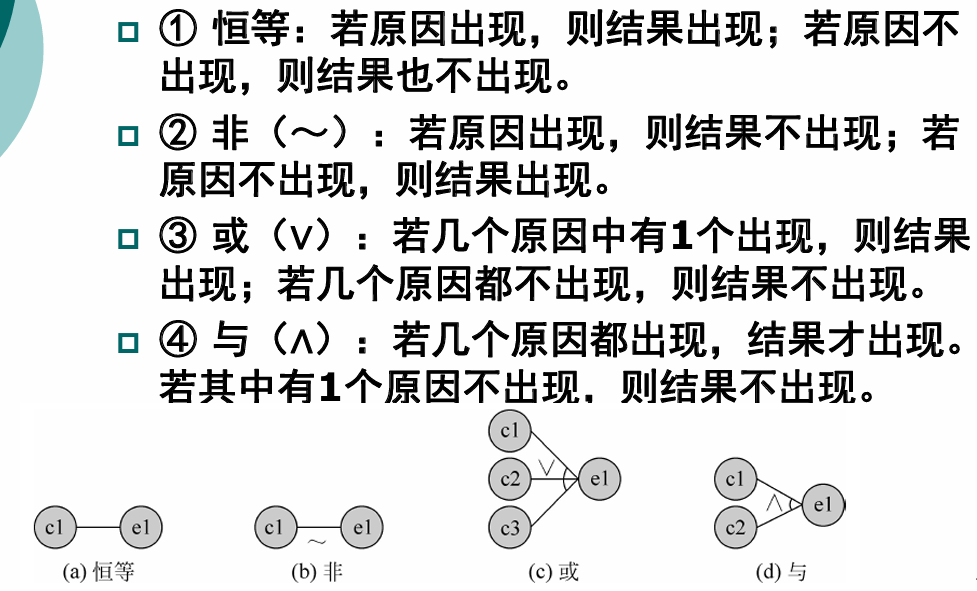 ① 恒等：若原因出现，则结果出现；若原因不
出现，则结果也不出现。
② 非（～）：若原因出现，则结果不出现；若
原因不出现，则结果出现。
③ 或（∨）：若几个原因中有1个出现，则结果
出现；若几个原因都不出现，则结果不出现。
④ 与（∧）：若几个原因都出现，结果才出现。
若其中有1个原因不出现，则结果不出现。
c1 e1
(a) 恒等
c1 e1
～
(b) 非
c1
c2 ∨ e1
c3
(c) 或
c1
∧ e1
c2
(d) 与